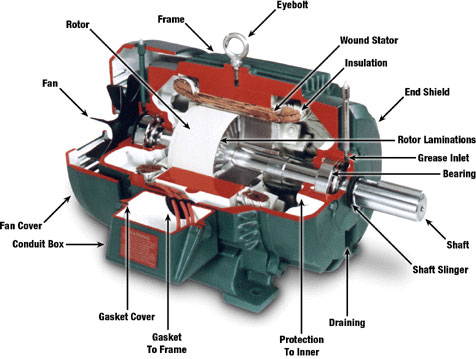 Eyebolt
Frame
Rotor
Wound Stator
Insulation
Fan
End Shield
Rotor Laminations
Grease Inlet
Bearing
Fan Cover
Conduit Box
Shaft
Shaft Slinger
Gasket Cover
Gasket
To Frame
Protection
To Inner
Draining